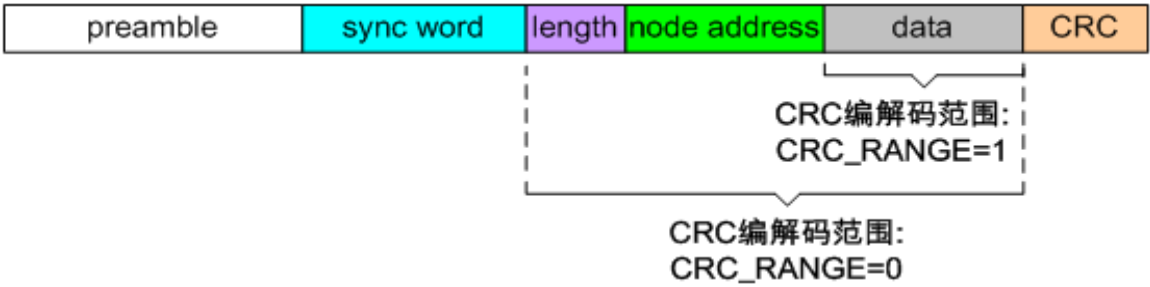 preamble sync word length node address data CRC
CRC编解码范围:
CRC_RANGE=1
CRC编解码范围:
CRC_RANGE=0